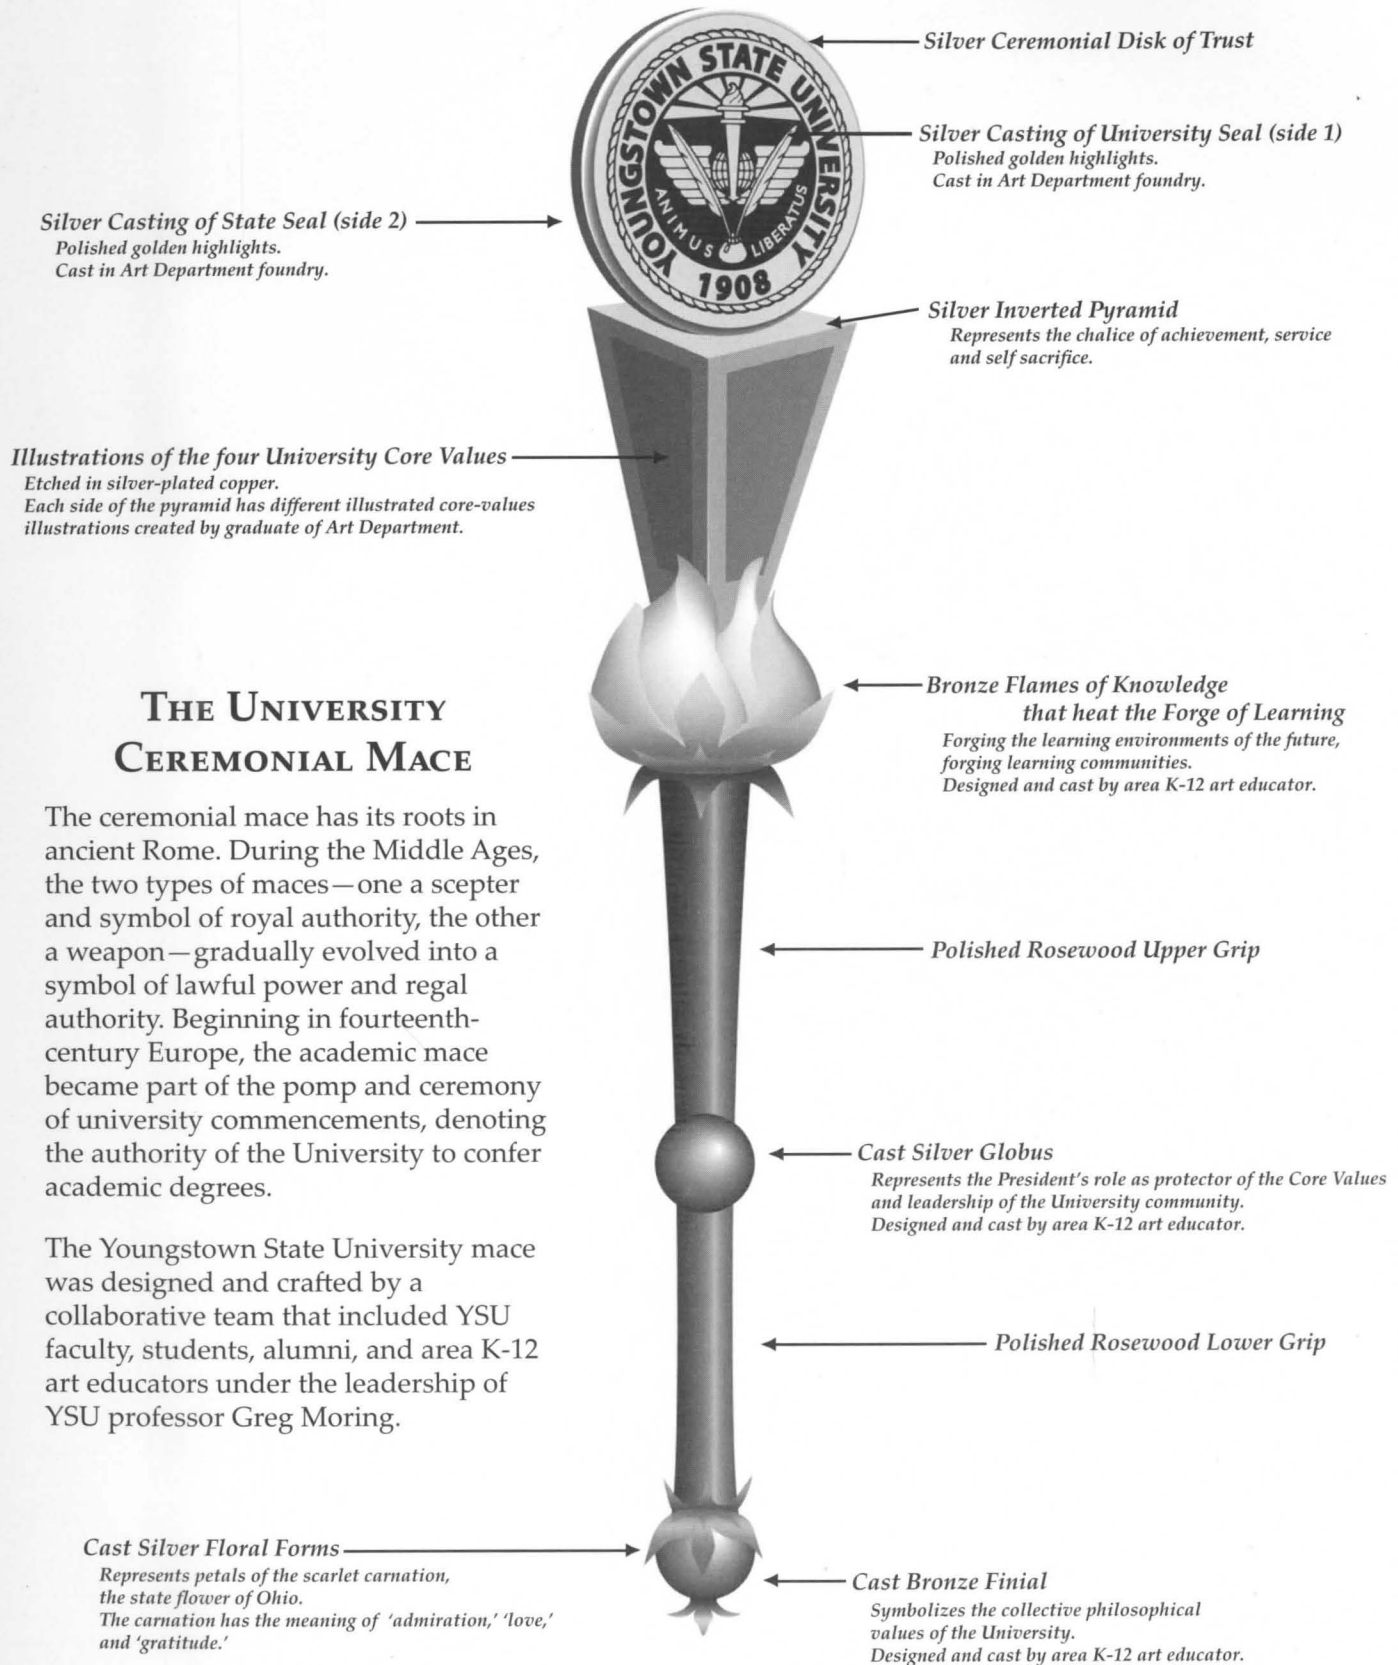 Silver Ceremonial Disk of Trust
YOUNGSTOWN STATE UNIVERSITY
ANIMUS LIBERATUS
1908
Silver Casting of University Seal (side 1)
Polished golden highlights.
Cast in Art Department foundry.
Silver Casting of State Seal (side 2)
Polished golden highlights.
Cast in Art Department foundry.
Silver Inverted Pyramid
Represents the chalice of achievement, service
and self sacrifice.
Illustrations of the four University Core Values
Etched in silver-plated copper.
Each side of the pyramid has different illustrated core-values
illustrations created by graduate of Art Department.
Bronze Flames of Knowledge
that heat the Forge of Learning
Forging the learning environments of the future,
forging learning communities.
Designed and cast by area K-12 art educator.
THE UNIVERSITY
CEREMONIAL MACE
The ceremonial mace has its roots in
ancient Rome. During the Middle Ages,
the two types of maces—one a scepter
and symbol of royal authority, the other
a weapon—gradually evolved into a
symbol of lawful power and regal
authority. Beginning in fourteenth-
century Europe, the academic mace
became part of the pomp and ceremony
of university commencements, denoting
the authority of the University to confer
academic degrees.
The Youngstown State University mace
was designed and crafted by a
collaborative team that included YSU
faculty, students, alumni, and area K-12
art educators under the leadership of
YSU professor Greg Moring.
Polished Rosewood Upper Grip
Cast Silver Globus
Represents the President's role as protector of the Core Values
and leadership of the University community.
Designed and cast by area K-12 art educator.
Polished Rosewood Lower Grip
Cast Silver Floral Forms
Represents petals of the scarlet carnation,
the state flower of Ohio.
The carnation has the meaning of 'admiration,' 'love,'
and 'gratitude.'
Cast Bronze Finial
Symbolizes the collective philosophical
values of the University.
Designed and cast by area K-12 art educator.